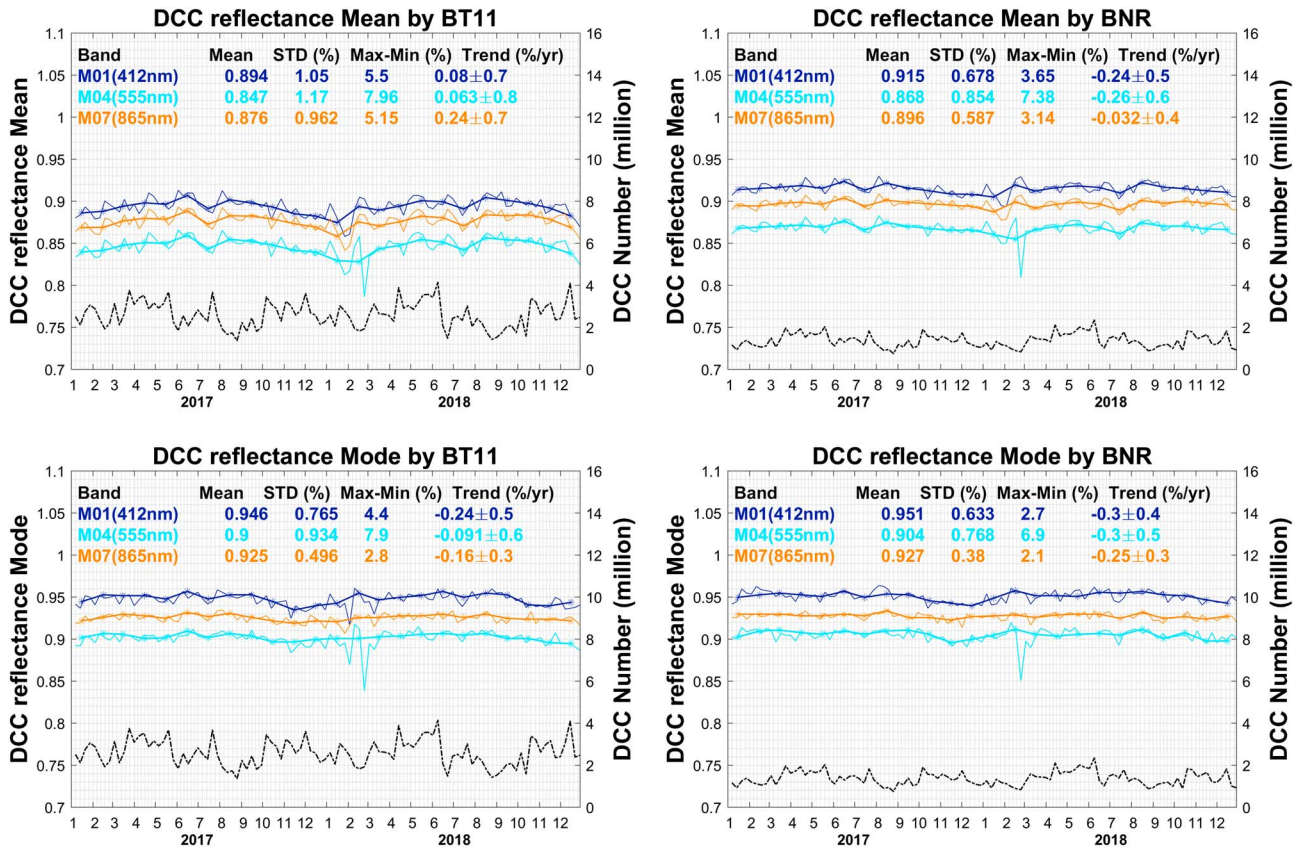 DCC reflectance Mean by BT11
DCC reflectance Mean
DCC Number (million)
1.1
1.05
1
0.95
0.9
0.85
0.8
0.75
0.7
16
14
12
10
8
6
4
2
0
Band Mean STD (%) Max-Min (%) Trend (%/yr)
M01(412nm) 0.894 1.05 5.5 0.08±0.7
M04(555nm) 0.847 1.17 7.96 0.063±0.8
M07(865nm) 0.876 0.962 5.15 0.24±0.7
1 2 3 4 5 6 7 8 9 10 11 12 1 2 3 4 5 6 7 8 9 10 11 12
2017 2018
DCC reflectance Mean by BNR
DCC reflectance Mean
DCC Number (million)
1.1
1.05
1
0.95
0.9
0.85
0.8
0.75
0.7
16
14
12
10
8
6
4
2
0
Band Mean STD (%) Max-Min (%) Trend (%/yr)
M01(412nm) 0.915 0.678 3.65 -0.24±0.5
M04(555nm) 0.868 0.854 7.38 -0.26±0.6
M07(865nm) 0.896 0.587 3.14 -0.032±0.4
1 2 3 4 5 6 7 8 9 10 11 12 1 2 3 4 5 6 7 8 9 10 11 12
2017 2018
DCC reflectance Mode by BT11
DCC reflectance Mode
DCC Number (million)
1.1
1.05
1
0.95
0.9
0.85
0.8
0.75
0.7
16
14
12
10
8
6
4
2
0
Band Mean STD (%) Max-Min (%) Trend (%/yr)
M01(412nm) 0.946 0.765 4.4 -0.24±0.5
M04(555nm) 0.9 0.934 7.9 -0.091±0.6
M07(865nm) 0.925 0.496 2.8 -0.16±0.3
1 2 3 4 5 6 7 8 9 10 11 12 1 2 3 4 5 6 7 8 9 10 11 12
2017 2018
DCC reflectance Mode by BNR
DCC reflectance Mode
DCC Number (million)
1.1
1.05
1
0.95
0.9
0.85
0.8
0.75
0.7
16
14
12
10
8
6
4
2
0
Band Mean STD (%) Max-Min (%) Trend (%/yr)
M01(412nm) 0.951 0.633 2.7 -0.3±0.4
M04(555nm) 0.904 0.768 6.9 -0.3±0.5
M07(865nm) 0.927 0.38 2.1 -0.25±0.3
1 2 3 4 5 6 7 8 9 10 11 12 1 2 3 4 5 6 7 8 9 10 11 12
2017 2018